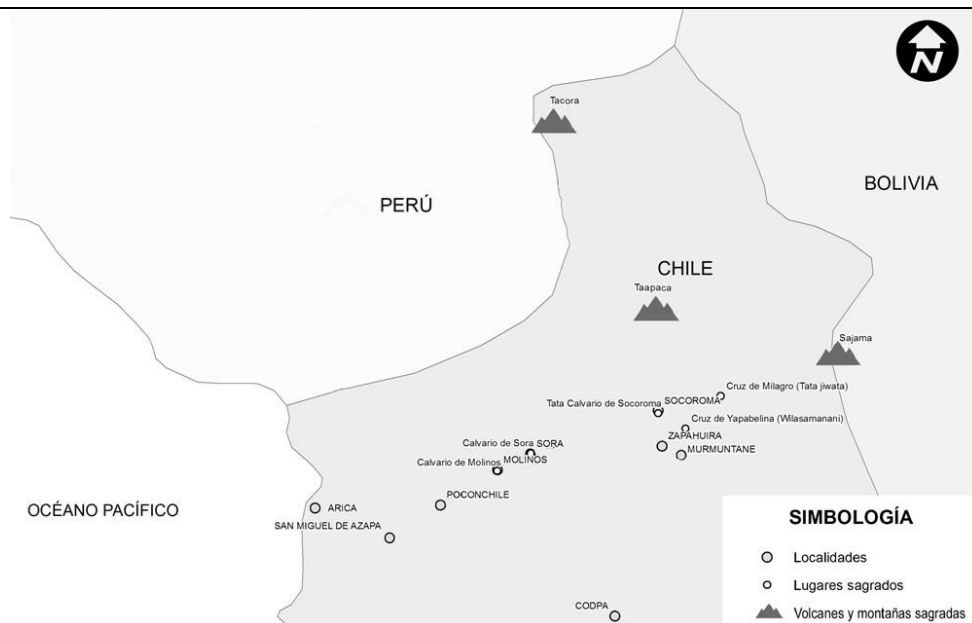 N
Tacora
BOLIVIA
PERÚ
CHILE
Taapaca
Sajama
Cruz de Milagro (Tata jiwata)
Tata Calvario de Socoroma
SOCOROMA
Cruz de Yapabelina (Wilasamanani)
ZAPAHUIRA
Calvario de Sora
SORA
MURMUNTANE
Calvario de Molinos
MOLINOS
POCONCHILE
OCÉANO PACÍFICO
ARICA
SAN MIGUEL DE AZAPA
CODPA
SIMBOLOGÍA
Localidades
Lugares sagrados
Volcanes y montañas sagradas